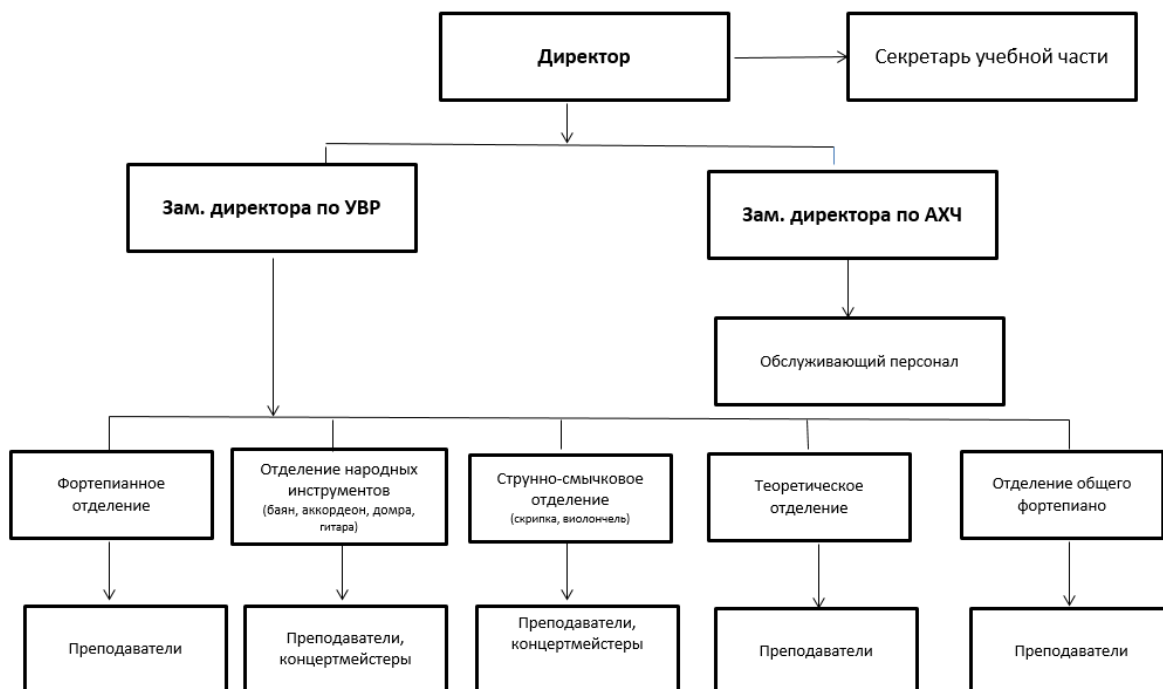 Директор
Секретарь учебной части
Зам. директора по УВР
Зам. директора по АХЧ
Обслуживающий персонал
Фортепианное
отделение
Отделение народных
инструментов
(баян, аккордеон, домра,
гитара)
Струнно-смычковое
отделение
(скрипка, виолончель)
Теоретическое
отделение
Отделение общего
фортепиано
Преподаватели
Преподаватели,
концертмейстеры
Преподаватели,
концертмейстеры
Преподаватели
Преподаватели